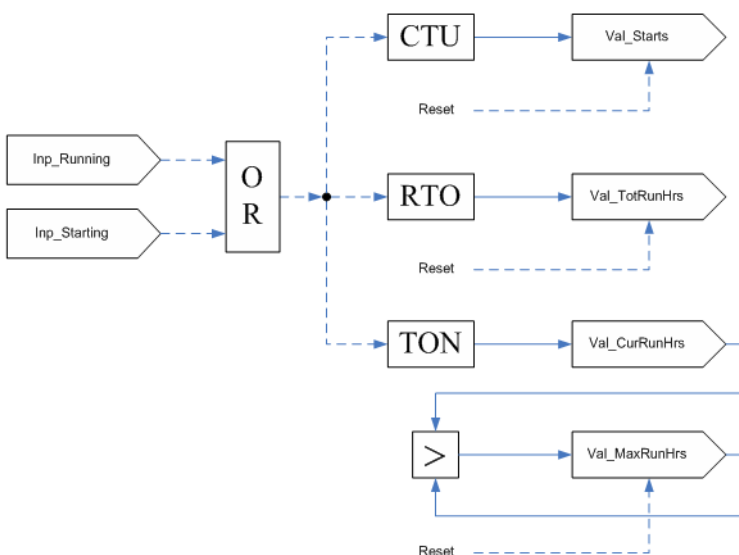 CTU
Val_Starts
Reset
Inp_Running
O
R
Inp_Starting
RTO
Val_TotRunHrs
Reset
TON
Val_CurRunHrs
>
Val_MaxRunHrs
Reset